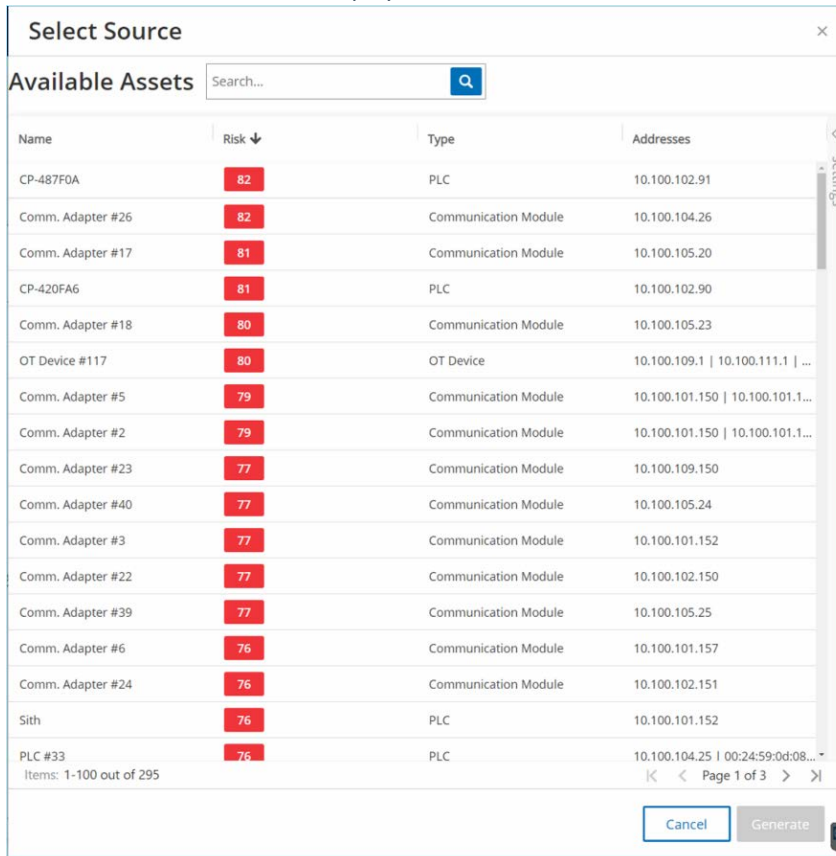 Select Source ×
Available Assets Search...
Name Risk Type Addresses
Settings
CP-487F0A 82 PLC 10.100.102.91
Comm. Adapter #26 82 Communication Module 10.100.104.26
Comm. Adapter #17 81 Communication Module 10.100.105.20
CP-420FA6 81 PLC 10.100.102.90
Comm. Adapter #18 80 Communication Module 10.100.105.23
OT Device #117 80 OT Device 10.100.109.1 | 10.100.111.1 | ...
Comm. Adapter #5 79 Communication Module 10.100.101.150 | 10.100.101.1...
Comm. Adapter #2 79 Communication Module 10.100.101.150 | 10.100.101.1...
Comm. Adapter #23 77 Communication Module 10.100.109.150
Comm. Adapter #40 77 Communication Module 10.100.105.24
Comm. Adapter #3 77 Communication Module 10.100.101.152
Comm. Adapter #22 77 Communication Module 10.100.102.150
Comm. Adapter #39 77 Communication Module 10.100.105.25
Comm. Adapter #6 76 Communication Module 10.100.101.157
Comm. Adapter #24 76 Communication Module 10.100.102.151
Sith 76 PLC 10.100.101.152
PLC #33 76 PLC 10.100.104.25 | 00:24:59:0d:08...
Items: 1-100 out of 295 Page 1 of 3
Cancel Generate